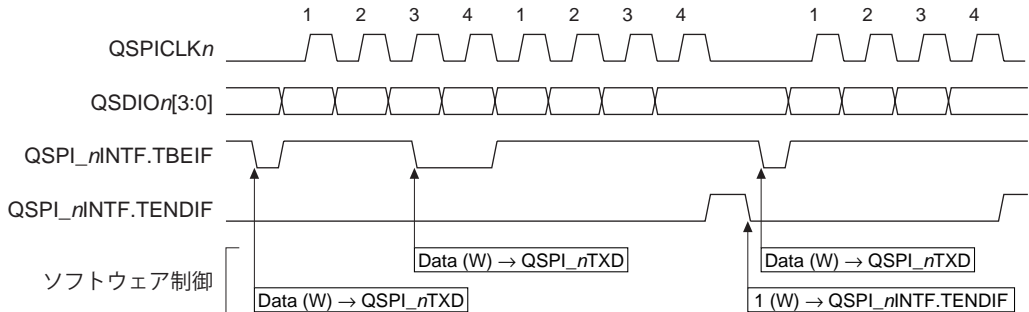 1 2 3 4 1 2 3 4 1 2 3 4
QSPICLKn
QSDIOn[3:0]
QSPI_nINTF.TBEIF
QSPI_nINTF.TENDIF
ソフトウェア制御
Data (W) → QSPI_nTXD
Data (W) → QSPI_nTXD
Data (W) → QSPI_nTXD
1 (W) → QSPI_nINTF.TENDIF